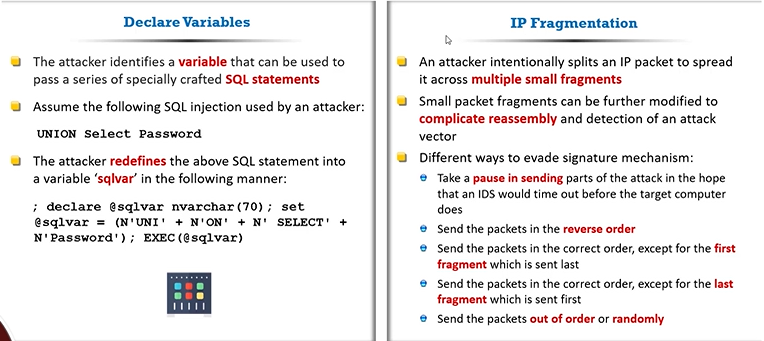 Declare Variables
The attacker identifies a variable that can be used to
pass a series of specially crafted SQL statements
Assume the following SQL injection used by an attacker:
UNION Select Password
The attacker redefines the above SQL statement into
a variable ‘sqlvar’ in the following manner:
; declare @sqlvar nvarchar(70); set
@sqlvar = (N'UNI' + N'ON' + N' SELECT' +
N'Password'); EXEC(@sqlvar)
IP Fragmentation
An attacker intentionally splits an IP packet to spread
it across multiple small fragments
Small packet fragments can be further modified to
complicate reassembly and detection of an attack
vector
Different ways to evade signature mechanism:
Take a pause in sending parts of the attack in the hope
that an IDS would time out before the target computer
does
Send the packets in the reverse order
Send the packets in the correct order, except for the first
fragment which is sent last
Send the packets in the correct order, except for the last
fragment which is sent first
Send the packets out of order or randomly